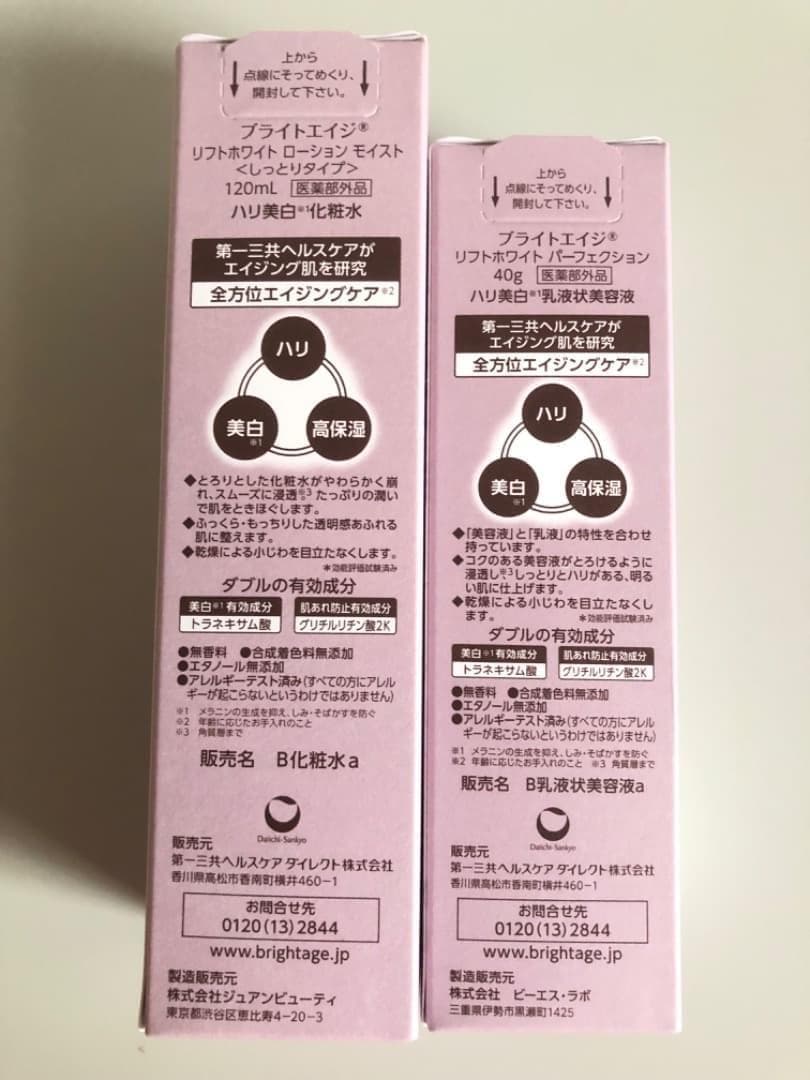 上から
点線にそってめくり、
開封して下さい。
ブライトエイジ®
リフトホワイト ローション モイスト
<しっとりタイプ>
120mL 医薬部外品
ハリ美白※1化粧水
第一三共ヘルスケアが
エイジング肌を研究
全方位エイジングケア※2
ハリ
美白
※1
高保湿
◆とろりとした化粧水がやわらかく崩
れ、スムーズに浸透※3。たっぷりの潤い
で肌をときほぐします。
◆ふっくら・もっちりした透明感あふれる
肌に整えます。
◆乾燥による小じわを目立たなくします。
＊効能評価試験済み
ダブルの有効成分
美白※1有効成分
トラネキサム酸
肌あれ防止有効成分
グリチルリチン酸2K
●無香料 ●合成着色料無添加
●エタノール無添加
●アレルギーテスト済み(すべての方にアレル
ギーが起こらないというわけではありません)
※1 メラニンの生成を抑え、しみ・そばかすを防ぐ
※2 年齢に応じたお手入れのこと
※3 角質層まで
販売名 B化粧水a
Daiichi-Sankyo
販売元
第一三共ヘルスケア ダイレクト株式会社
香川県高松市香南町横井460−1
お問合せ先
0120(13)2844
www.brightage.jp
製造販売元
株式会社ジュアンビューティ
東京都渋谷区恵比寿4−20−3
上から
点線にそってめくり、
開封して下さい。
ブライトエイジ®
リフトホワイト パーフェクション
40g 医薬部外品
ハリ美白※1乳液状美容液
第一三共ヘルスケアが
エイジング肌を研究
全方位エイジングケア※2
ハリ
美白
※1
高保湿
◆「美容液」と「乳液」の特性を合わせ
持っています。
◆コクのある美容液がとろけるように
浸透し※3、しっとりとハリがある、明る
い肌に仕上げます。
◆乾燥による小じわを目立たなくし
ます。 ＊効能評価試験済み
ダブルの有効成分
美白※1有効成分
トラネキサム酸
肌あれ防止有効成分
グリチルリチン酸2K
●無香料 ●合成着色料無添加
●エタノール無添加
●アレルギーテスト済み(すべての方にアレル
ギーが起こらないというわけではありません)
※1 メラニンの生成を抑え、しみ・そばかすを防ぐ
※2 年齢に応じたお手入れのこと ※3 角質層まで
販売名 B乳液状美容液a
Daiichi-Sankyo
販売元
第一三共ヘルスケア ダイレクト株式会社
香川県高松市香南町横井460−1
お問合せ先
0120(13)2844
www.brightage.jp
製造販売元
株式会社 ピーエス・ラボ
三重県伊勢市黒瀬町1425